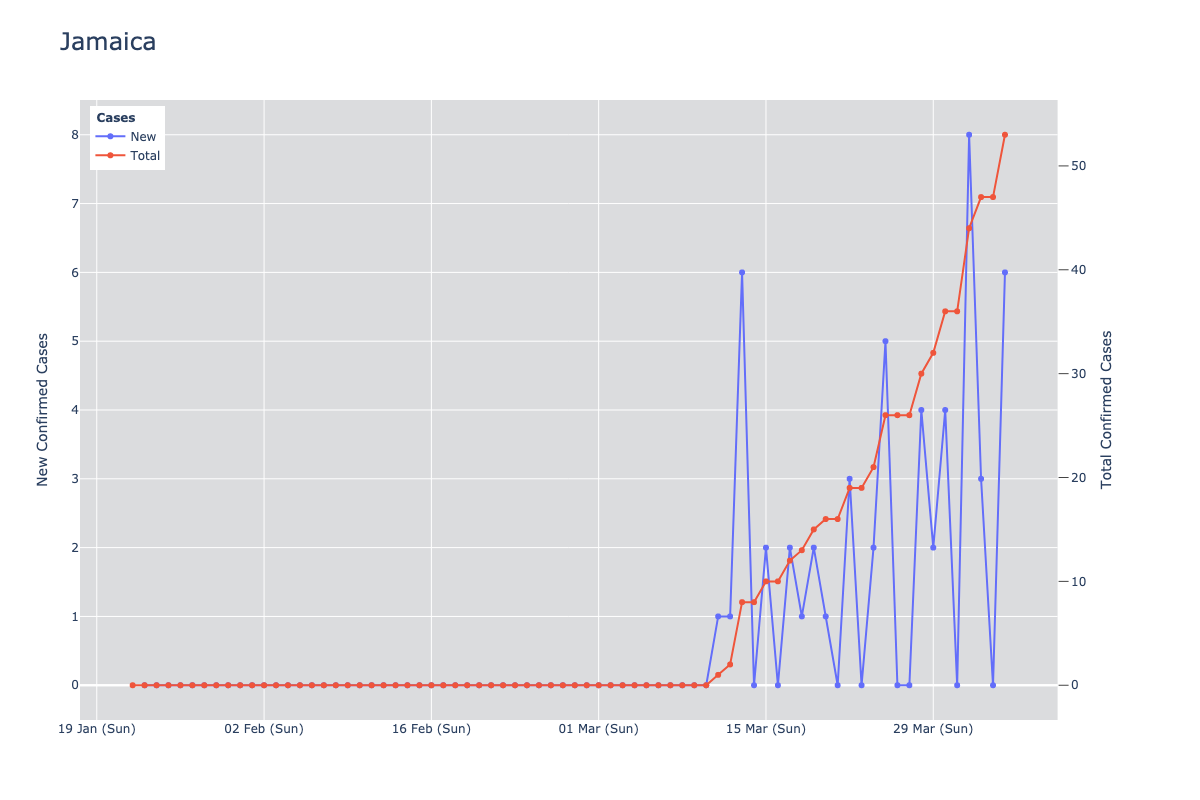 Jamaica
Cases
New
Total
8
7
6
5
4
3
2
1
0
New Confirmed Cases
50
40
30
20
10
0
Total Confirmed Cases
19 Jan (Sun) 02 Feb (Sun) 16 Feb (Sun) 01 Mar (Sun) 15 Mar (Sun) 29 Mar (Sun)